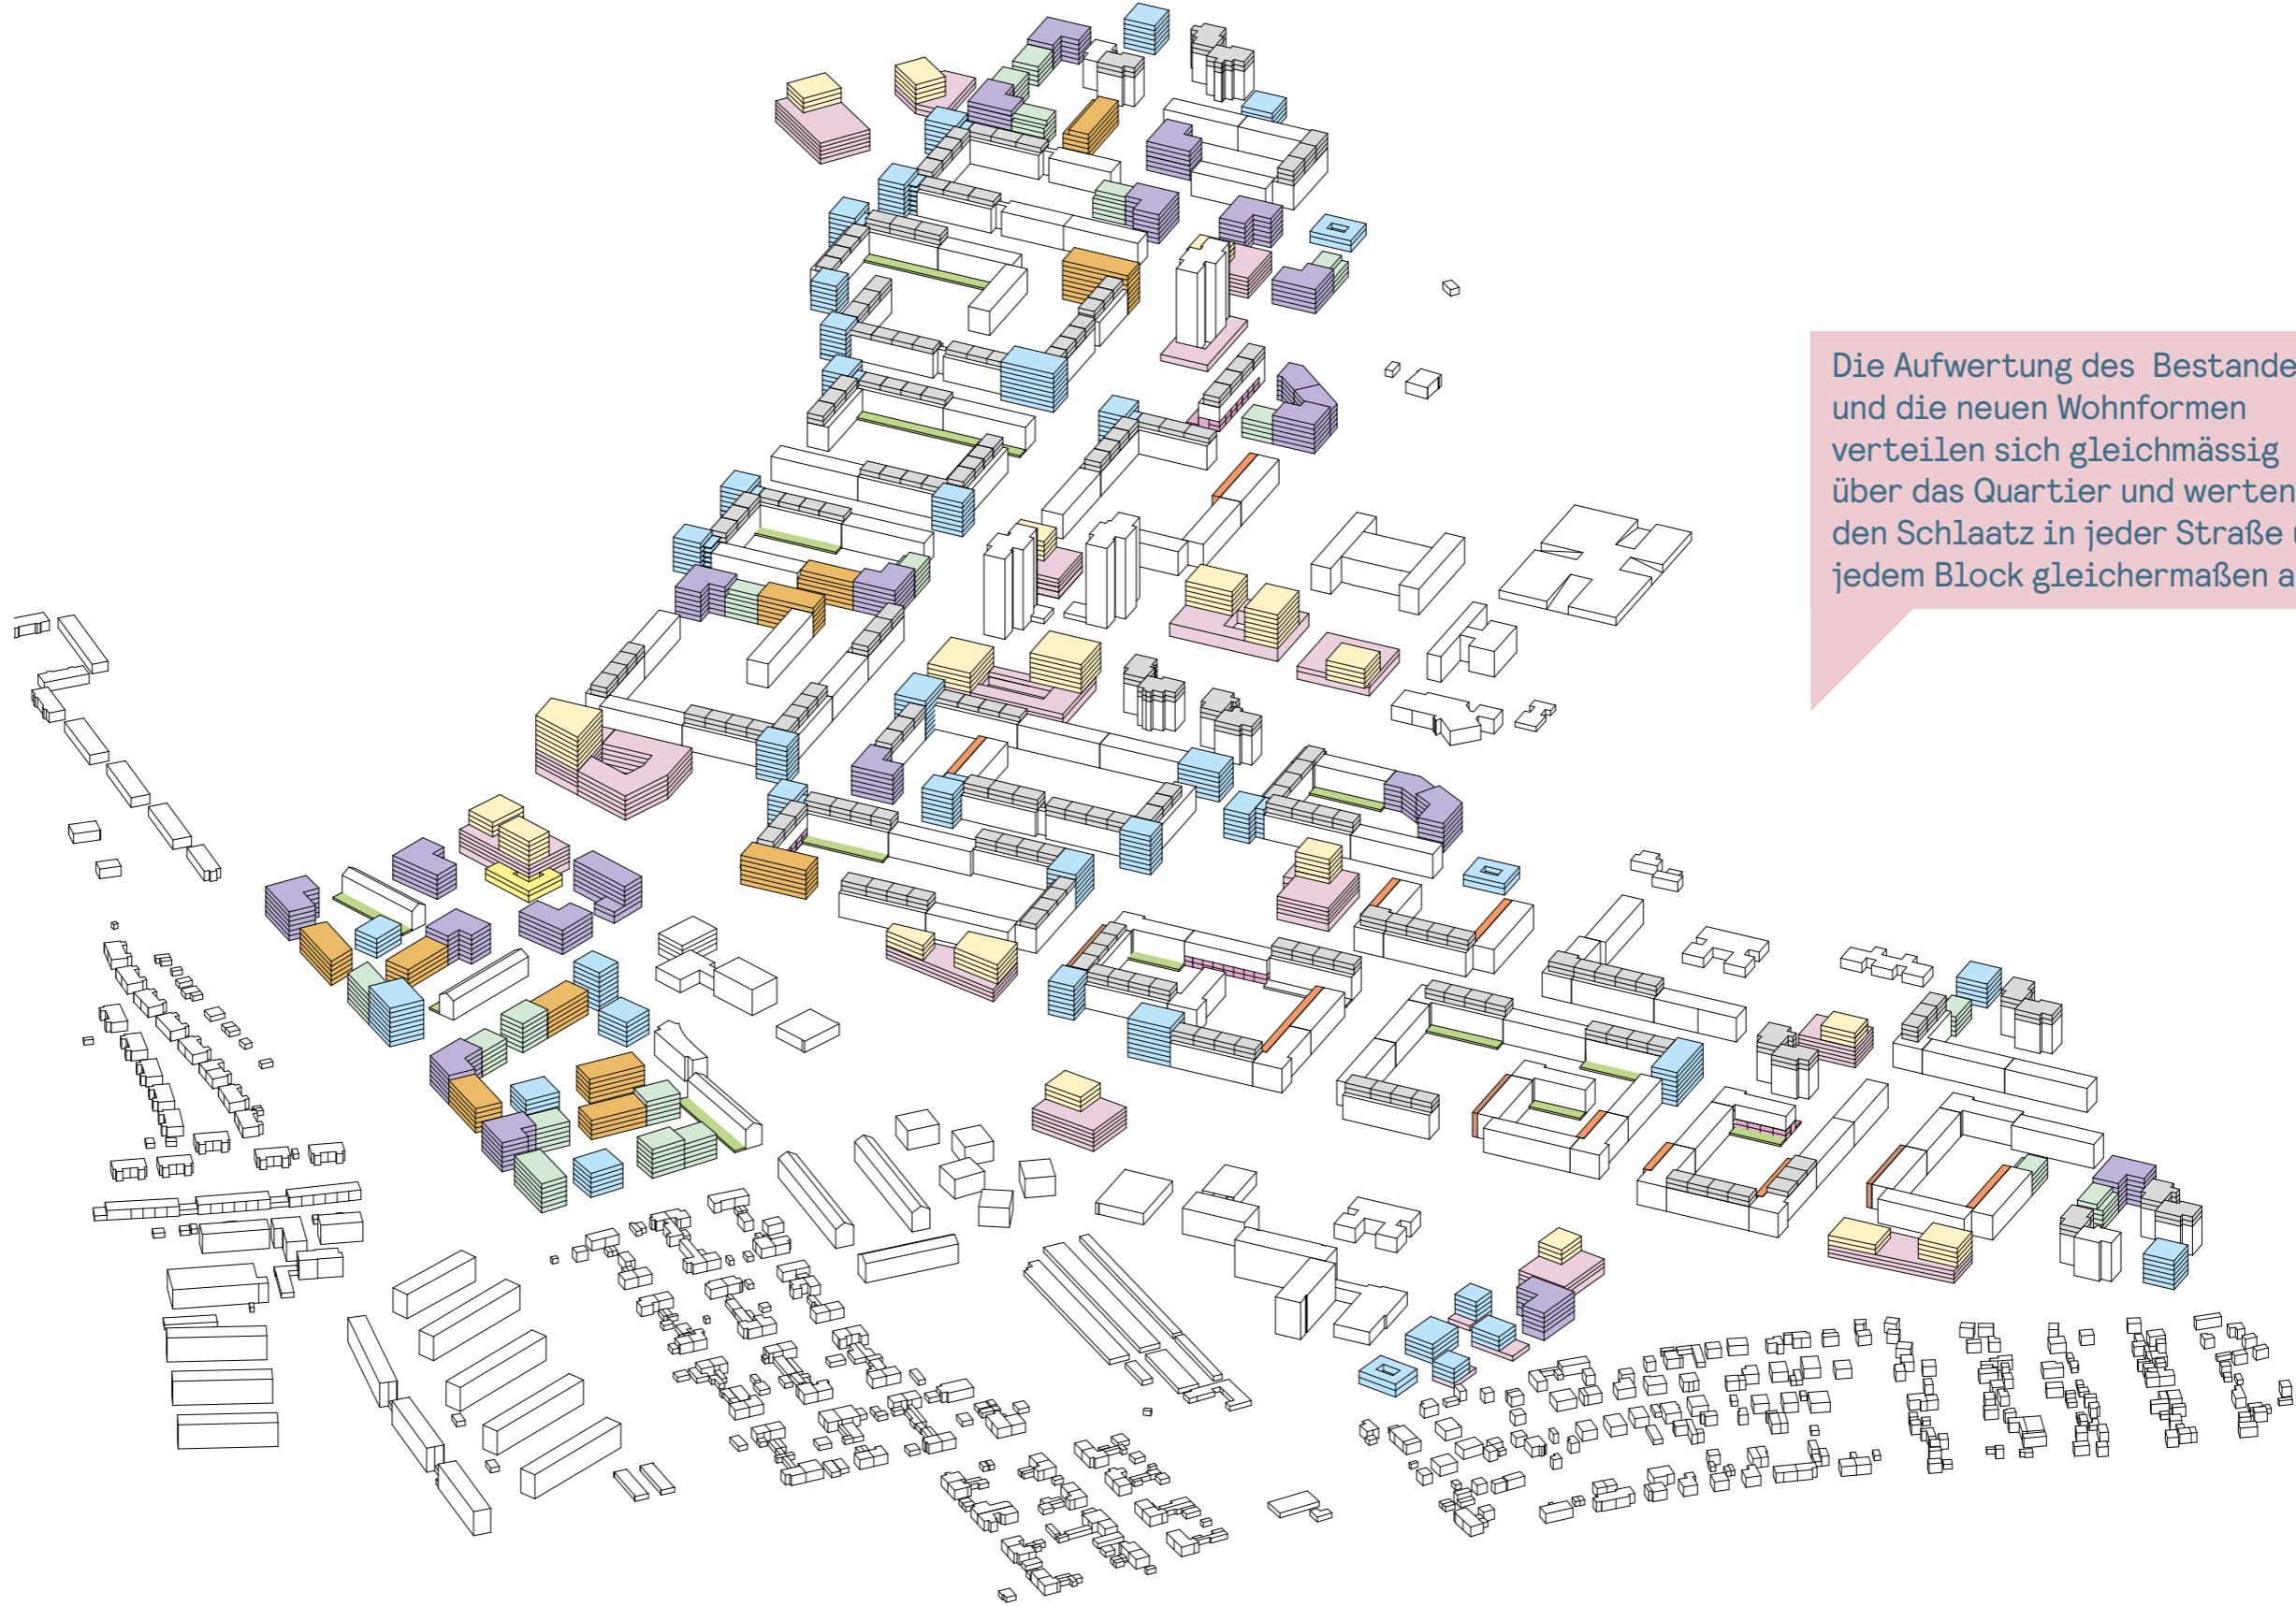 Die Aufwertung des Bestande
und die neuen Wohnformen
verteilen sich gleichmässig
über das Quartier und werten
den Schlaatz in jeder Straße
jedem Block gleichermaßen a